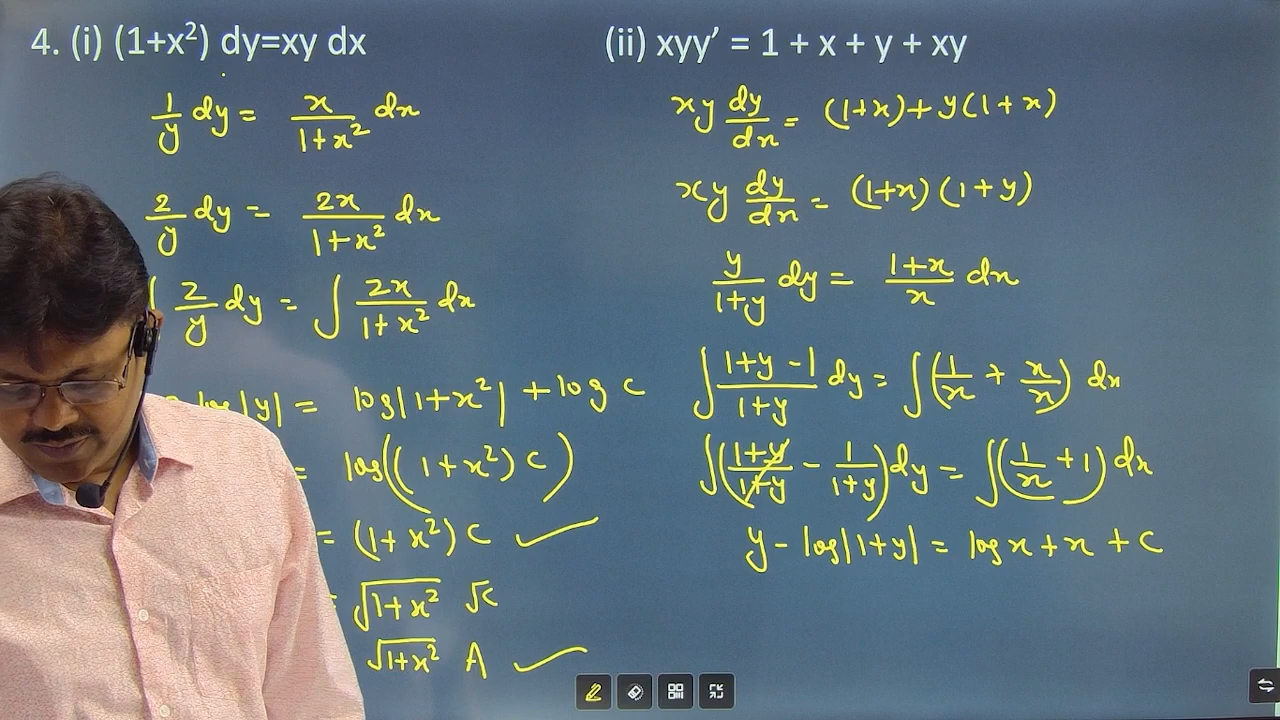 4. (i) (1+x²) dy=xy dx
1/y dy = x/1+x² dx
2/y dy = 2x/1+x² dx
∫ 2/y dy = ∫ 2x/1+x² dx
log|y| = log|1+x²| + log c
= log((1+x²) c)
= (1+x²) c ✓
= √1+x² √c
√1+x² A ✓
(ii) xyy′ = 1 + x + y + xy
xy dy/dx = (1+x) + y(1+x)
xy dy/dx = (1+x) (1+y)
y/1+y dy = 1+x/x dx
∫ 1+y-1/1+y dy = ∫ (1/x + x/x) dx
∫(1+y/1+y - 1/1+y) dy = ∫(1/x + 1) dx
y - log|1+y| = log x + x + c